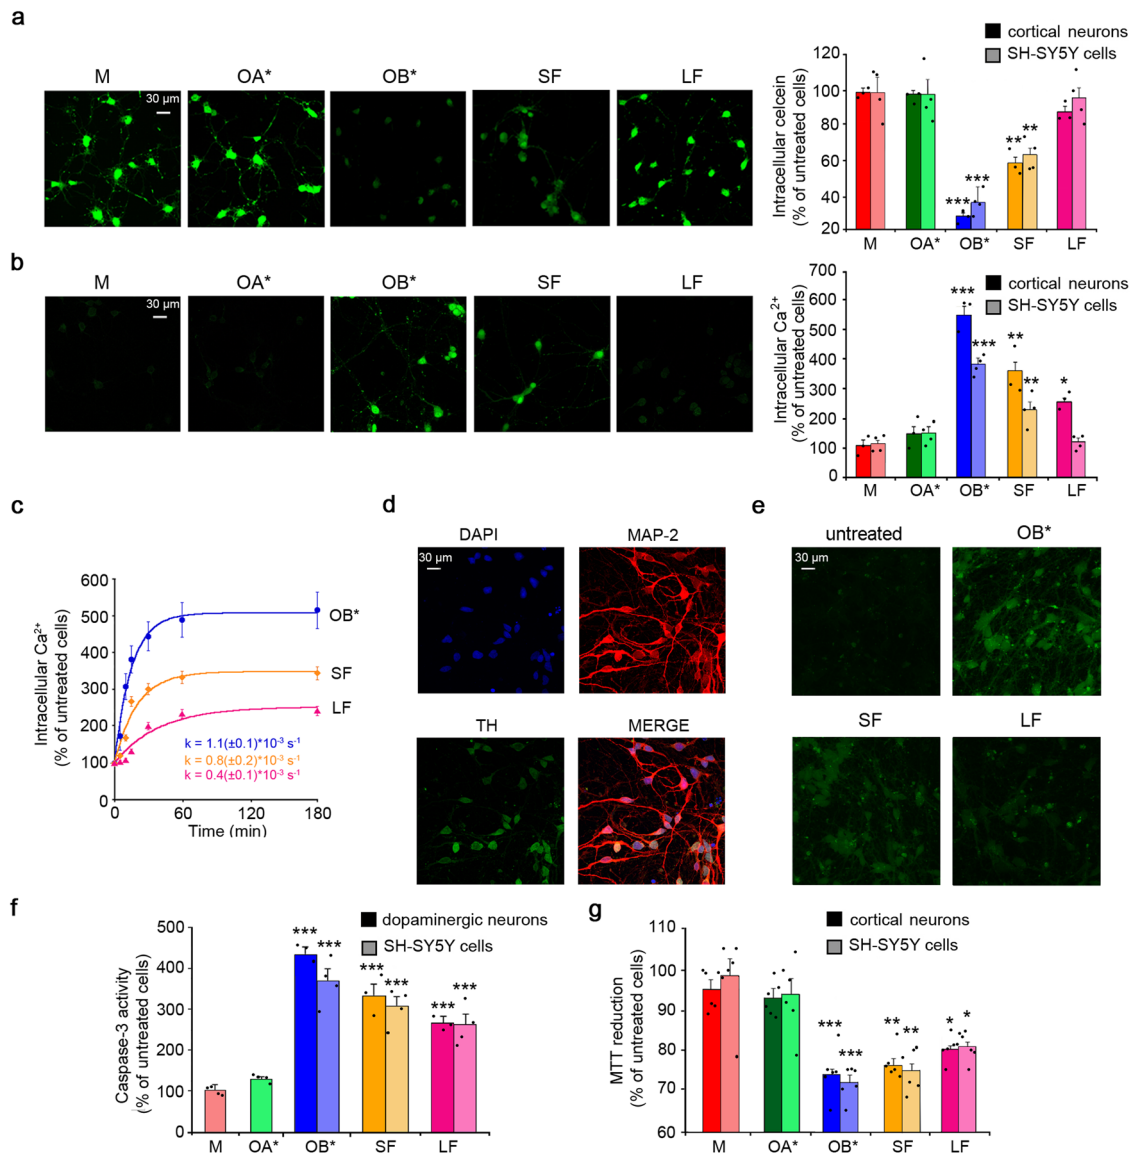 a
M
OA*
OB*
SF
LF
30 µm
Intracellular celcein
(% of untreated cells)
120
100
80
60
40
20
M
OA*
OB*
SF
LF
cortical neurons
SH-SY5Y cells
***
***
**
**
b
M
OA*
OB*
SF
LF
30 µm
Intracellular Ca²⁺
(% of untreated cells)
700
600
500
400
300
200
100
0
M
OA*
OB*
SF
LF
cortical neurons
SH-SY5Y cells
***
***
**
**
*
c
Intracellular Ca²⁺
(% of untreated cells)
600
500
400
300
200
100
0
OB*
SF
LF
k = 1.1(±0.1)*10⁻³ s⁻¹
k = 0.8(±0.2)*10⁻³ s⁻¹
k = 0.4(±0.1)*10⁻³ s⁻¹
0
60
120
180
Time (min)
d
DAPI
MAP-2
30 µm
TH
MERGE
e
untreated
OB*
30 µm
SF
LF
f
Caspase-3 activity
(% of untreated cells)
500
400
300
200
100
0
M
OA*
OB*
SF
LF
dopaminergic neurons
SH-SY5Y cells
***
***
***
***
***
***
g
MTT reduction
(% of untreated cells)
110
100
90
80
70
60
M
OA*
OB*
SF
LF
cortical neurons
SH-SY5Y cells
***
***
**
**
*
*